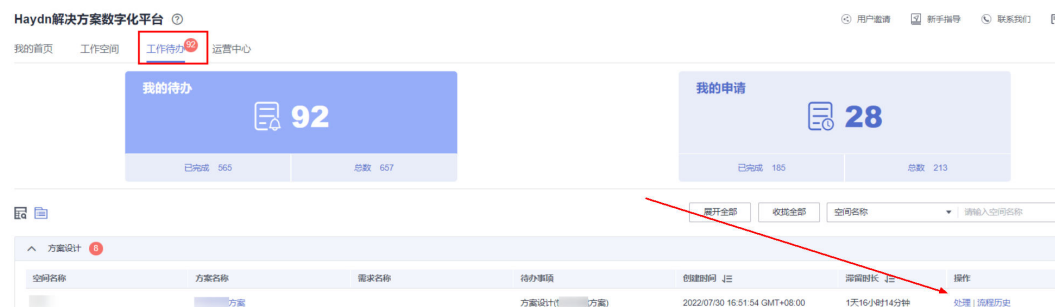 Haydn解决方案数字化平台
用户邀请 新手指导 联系我们
我的首页 工作空间 工作待办 92 运营中心
我的待办
92
已完成 565 总数 657
我的申请
28
已完成 185 总数 213
展开全部 收拢全部 空间名称 请输入空间名称
方案设计 6
空间名称 方案名称 需求名称 待办事项 创建时间 滞留时长 操作
方案 方案设计( 方案) 2022/07/30 16:51:54 GMT+08:00 1天16小时14分钟 处理 | 流程历史